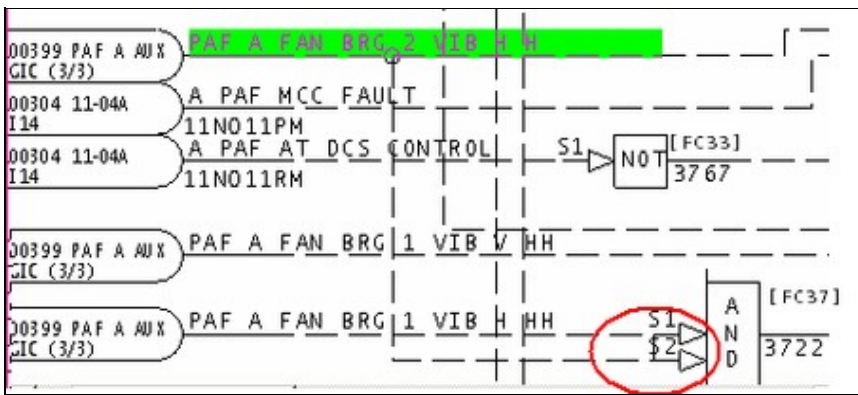 00399 PAF A AUX
GIC (3/3)
PAF A FAN BRG 2 VIB H H
00304 11-04A
I14
A PAF MCC FAULT
11NO11PM
00304 11-04A
I14
A PAF AT DCS CONTROL
11NO11RM
S1
NOT
[FC33]
3767
00399 PAF A AUX
GIC (3/3)
PAF A FAN BRG 1 VIB V HH
00399 PAF A AUX
GIC (3/3)
PAF A FAN BRG 1 VIB H HH
S1
S2
AND
[FC37]
3722